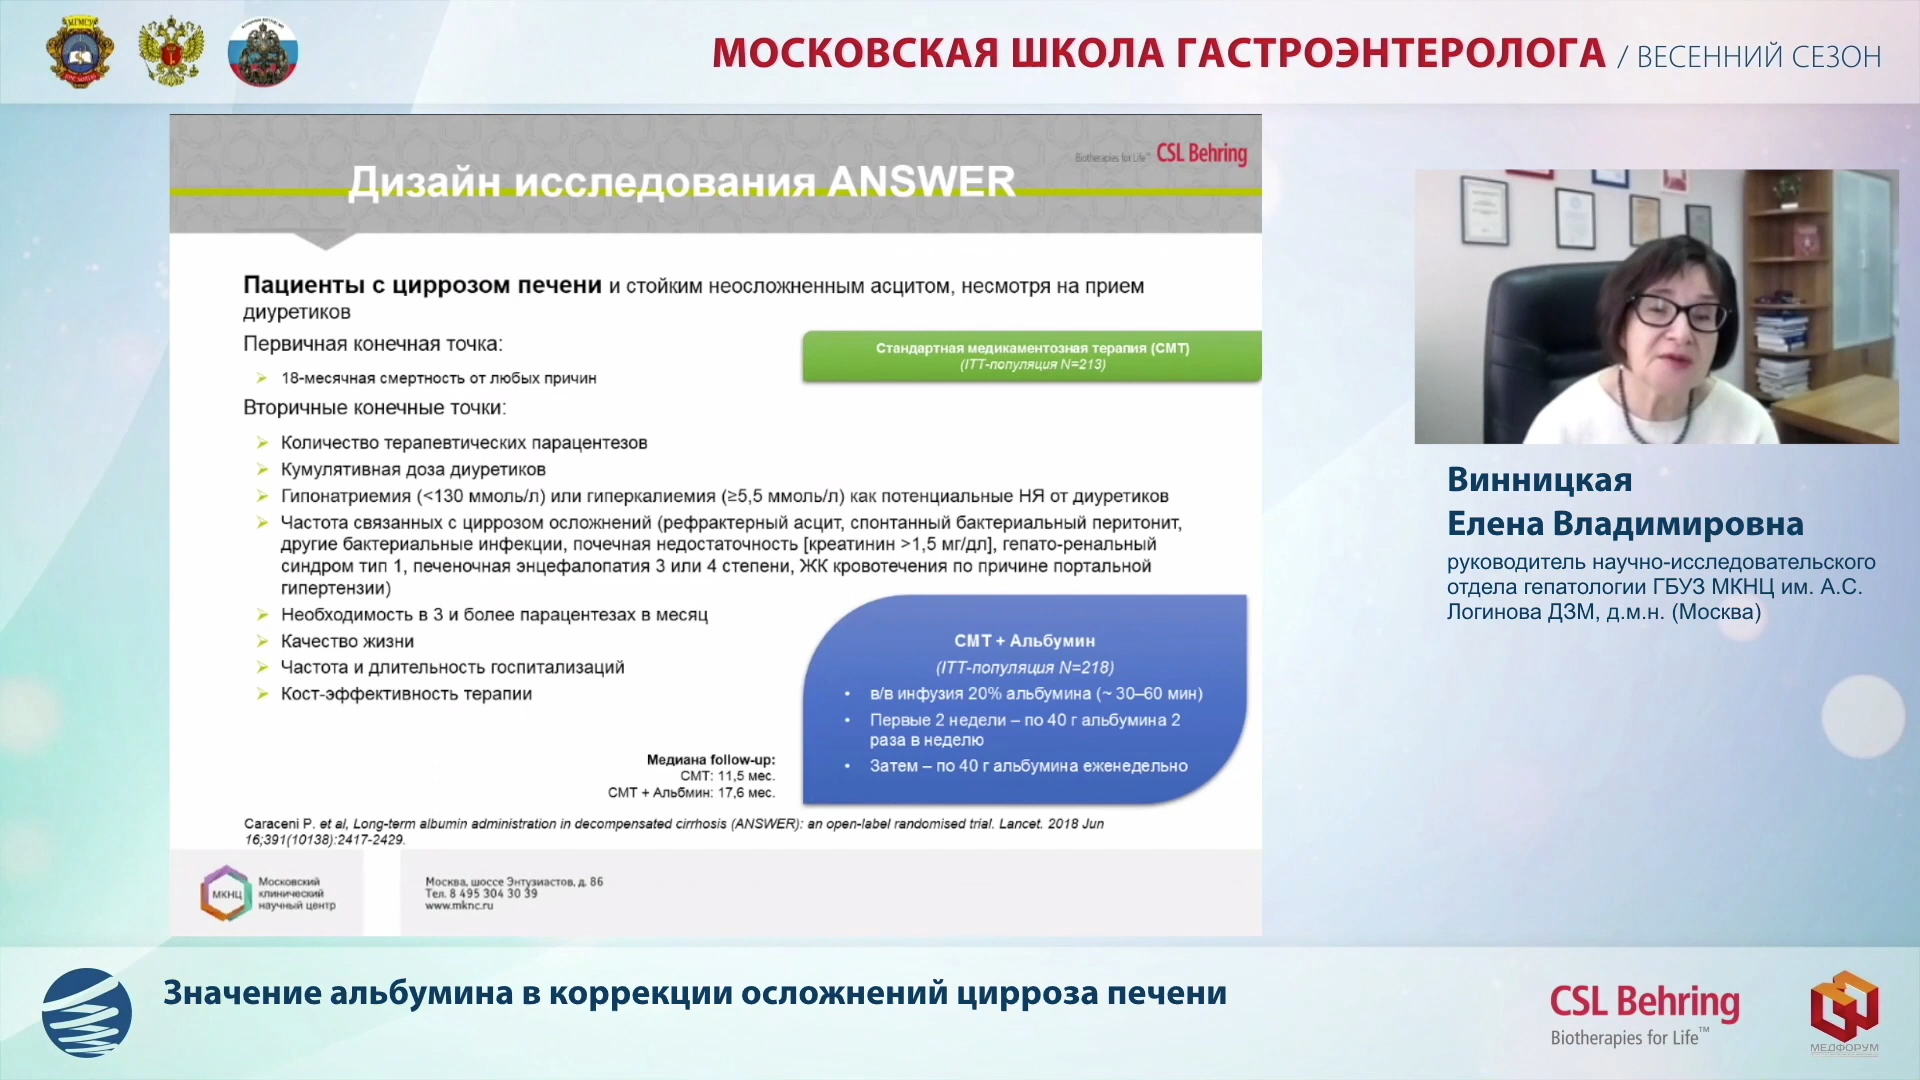 МОСКОВСКАЯ ШКОЛА ГАСТРОЭНТЕРОЛОГА / ВЕСЕННИЙ СЕЗОН
Biotherapies for Life™ CSL Behring
Дизайн исследования ANSWER
Пациенты с циррозом печени и стойким неосложненным асцитом, несмотря на прием
диуретиков
Первичная конечная точка:
18-месячная смертность от любых причин
Стандартная медикаментозная терапия (СМТ)
(ITT-популяция N=213)
Вторичные конечные точки:
Количество терапевтических парацентезов
Кумулятивная доза диуретиков
Гипонатриемия (<130 ммоль/л) или гиперкалиемия (≥5,5 ммоль/л) как потенциальные НЯ от диуретиков
Частота связанных с циррозом осложнений (рефрактерный асцит, спонтанный бактериальный перитонит,
другие бактериальные инфекции, почечная недостаточность [креатинин >1,5 мг/дл], гепато-ренальный
синдром тип 1, печеночная энцефалопатия 3 или 4 степени, ЖК кровотечения по причине портальной
гипертензии)
Необходимость в 3 и более парацентезах в месяц
Качество жизни
Частота и длительность госпитализаций
Кост-эффективность терапии
СМТ + Альбумин
(ITT-популяция N=218)
• в/в инфузия 20% альбумина (~ 30–60 мин)
• Первые 2 недели – по 40 г альбумина 2
раза в неделю
• Затем – по 40 г альбумина еженедельно
Медиана follow-up:
СМТ: 11,5 мес.
СМТ + Альбмин: 17,6 мес.
Caraceni P. et al, Long-term albumin administration in decompensated cirrhosis (ANSWER): an open-label randomised trial. Lancet. 2018 Jun
16;391(10138):2417-2429.
МКНЦ
Московский
клинический
научный центр
Москва, шоссе Энтузиастов, д. 86
Тел. 8 495 304 30 39
www.mknc.ru
Винницкая
Елена Владимировна
руководитель научно-исследовательского
отдела гепатологии ГБУЗ МКНЦ им. А.С.
Логинова ДЗМ, д.м.н. (Москва)
Значение альбумина в коррекции осложнений цирроза печени
CSL Behring
Biotherapies for Life™
МЕДФОРУМ